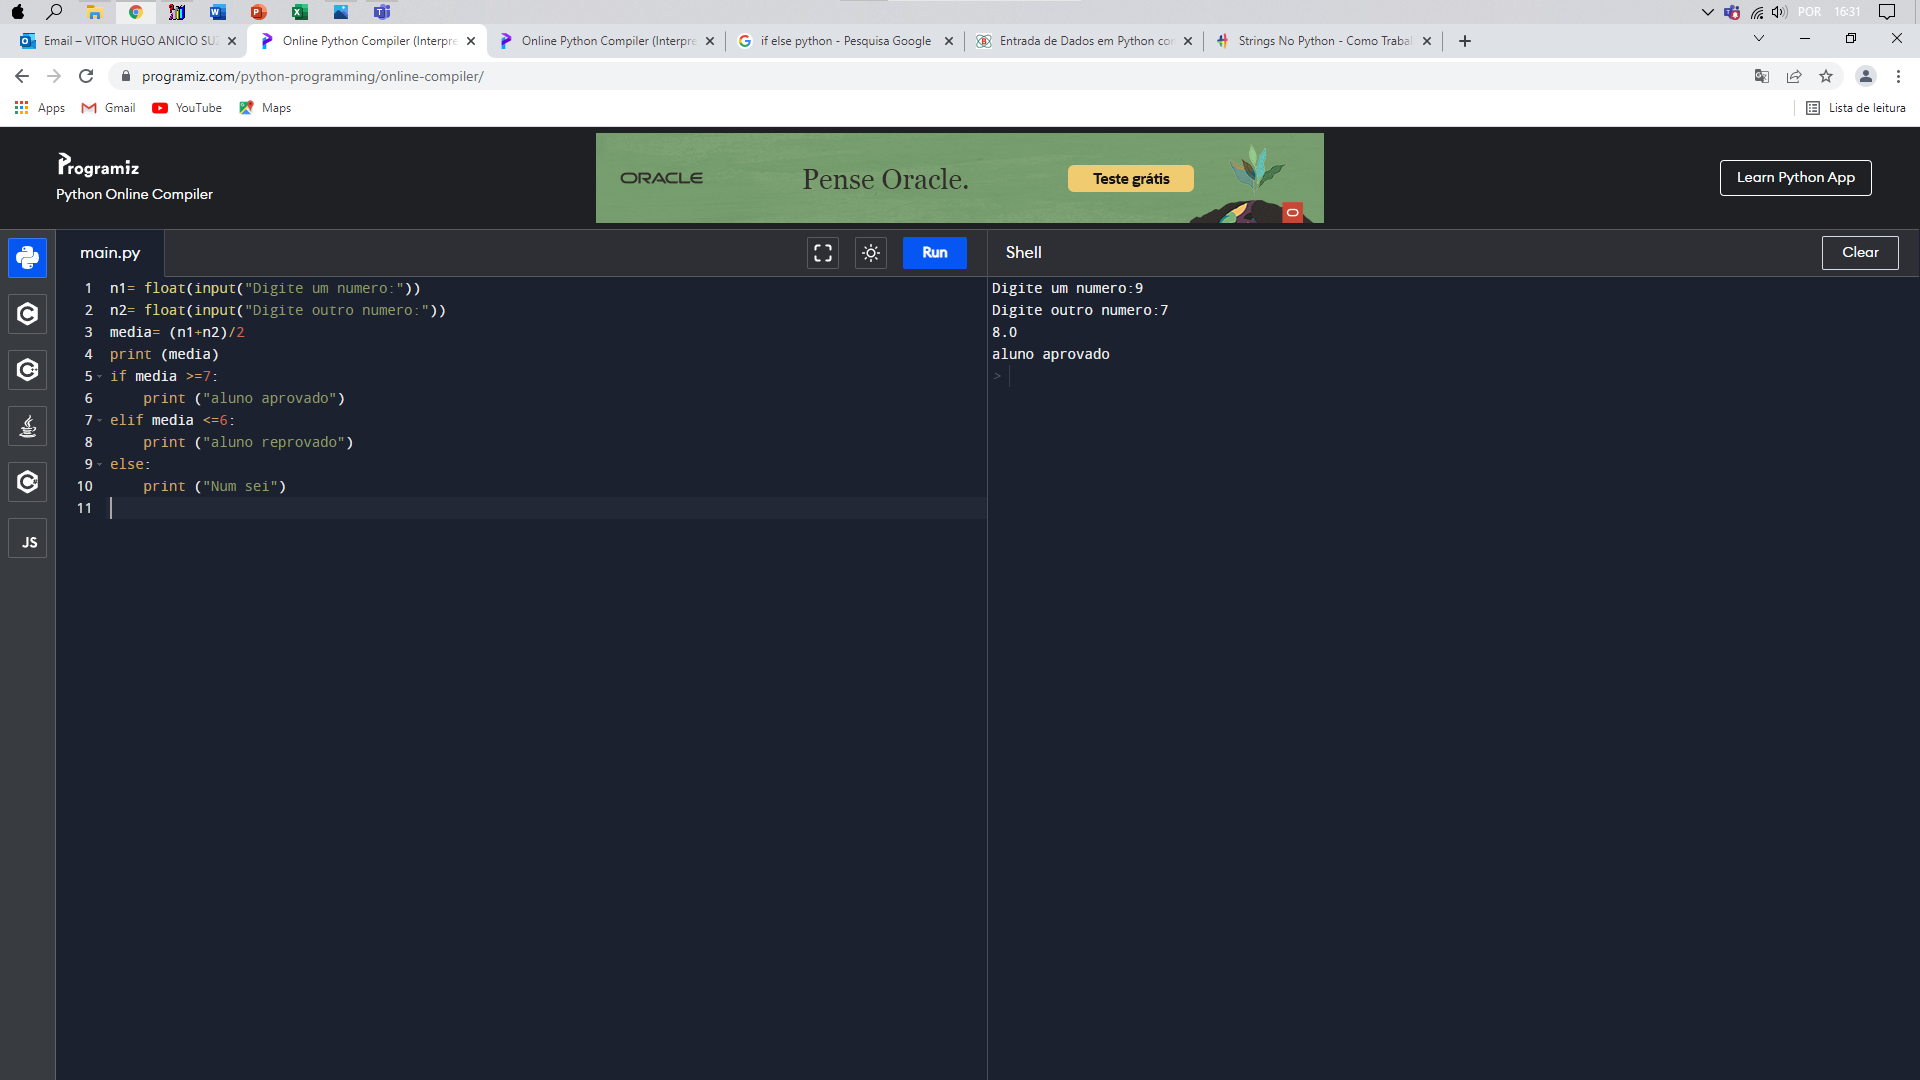 POR 16:31
Email – VITOR HUGO ANICIO SU
Online Python Compiler (Interpre
Online Python Compiler (Interpre
if else python - Pesquisa Google
Entrada de Dados em Python co
Strings No Python - Como Traba
programiz.com/python-programming/online-compiler/
Apps
Gmail
YouTube
Maps
Lista de leitura
Programiz
Python Online Compiler
ORACLE
Pense Oracle.
Teste grátis
Learn Python App
main.py
Run
Shell
Clear
1 n1= float(input("Digite um numero:"))
2 n2= float(input("Digite outro numero:"))
3 media= (n1+n2)/2
4 print (media)
5 if media >=7:
6 print ("aluno aprovado")
7 elif media <=6:
8 print ("aluno reprovado")
9 else:
10 print ("Num sei")
11
JS
Digite um numero:9
Digite outro numero:7
8.0
aluno aprovado
>